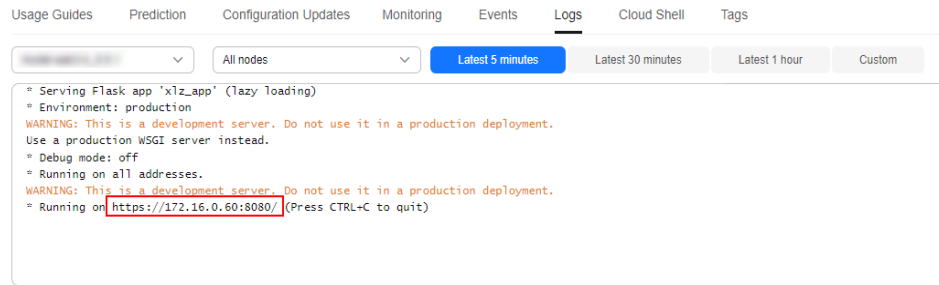 Usage Guides Prediction Configuration Updates Monitoring Events Logs Cloud Shell Tags
All nodes Latest 5 minutes Latest 30 minutes Latest 1 hour Custom
* Serving Flask app 'xlz_app' (lazy loading)
* Environment: production
WARNING: This is a development server. Do not use it in a production deployment.
Use a production WSGI server instead.
* Debug mode: off
* Running on all addresses.
WARNING: This is a development server. Do not use it in a production deployment.
* Running on https://172.16.0.60:8080/ (Press CTRL+C to quit)